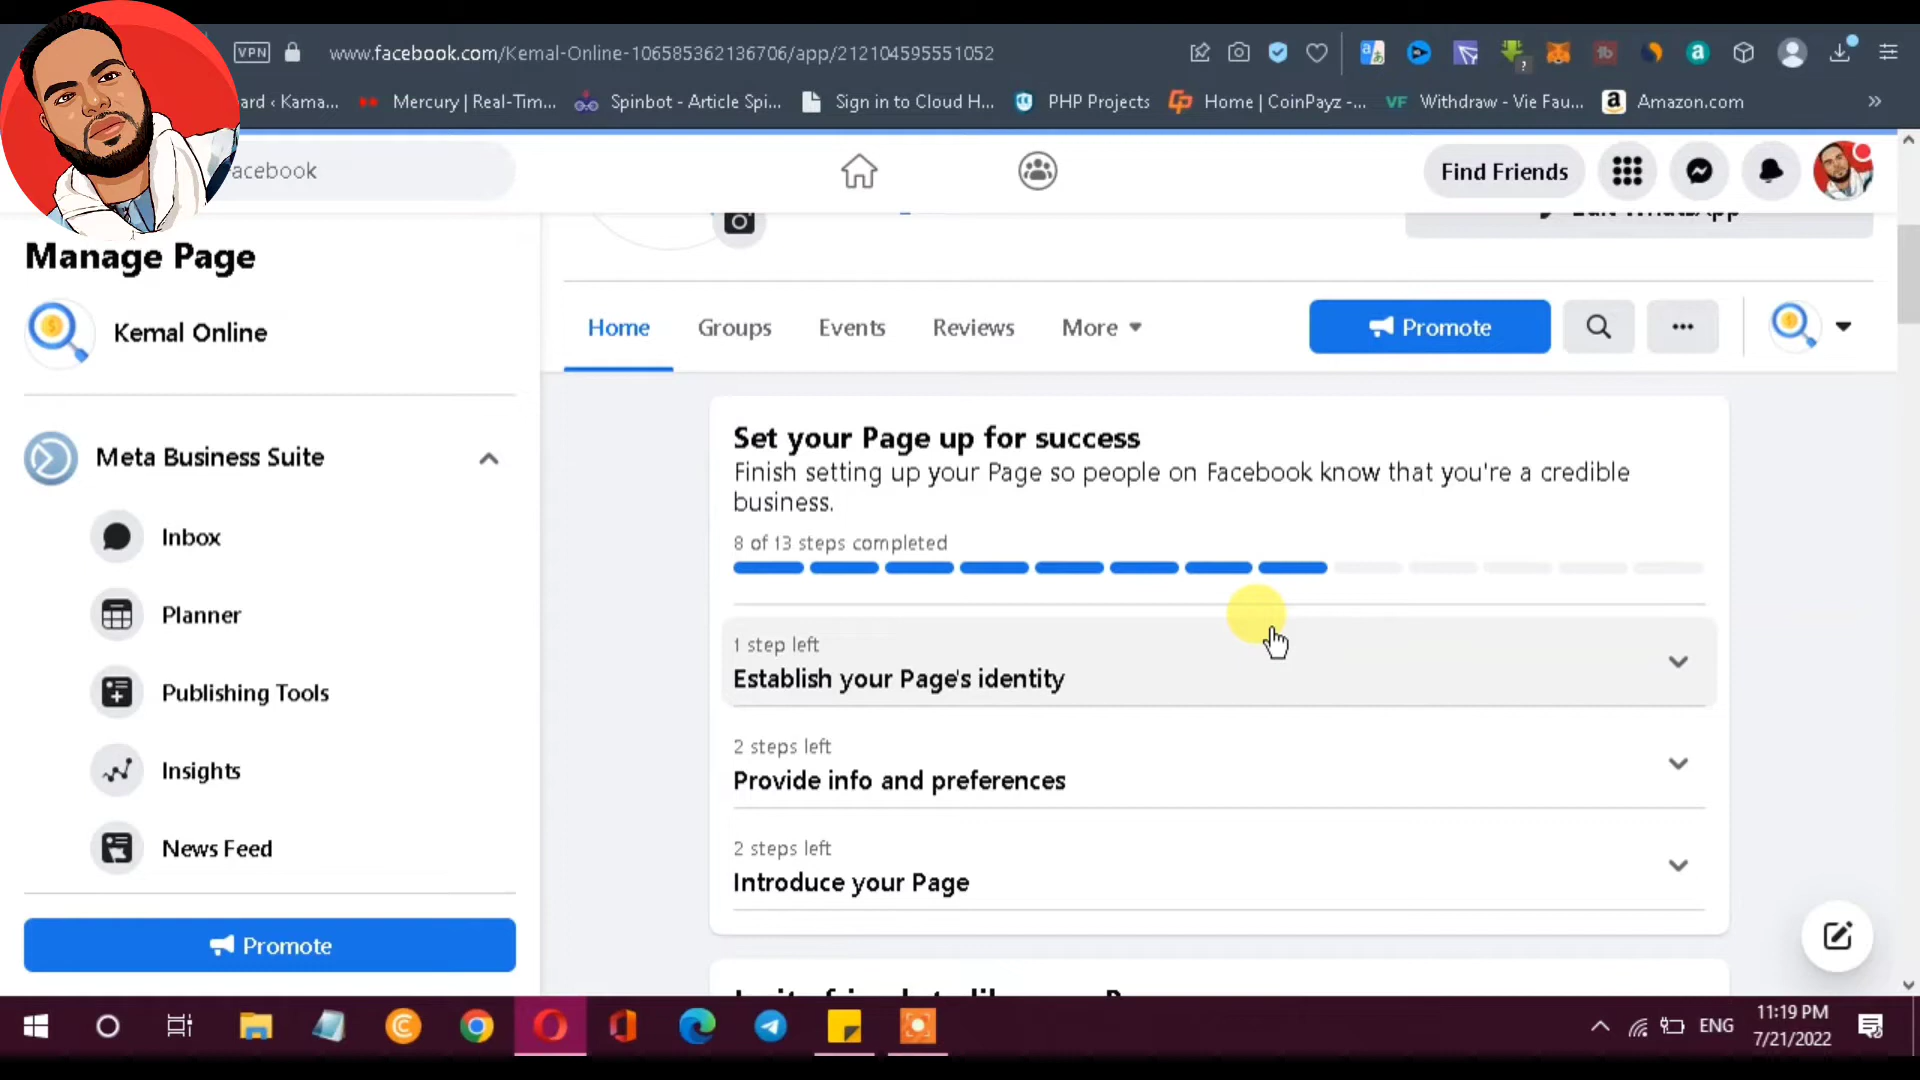 VPN
www.facebook.com/Kemal-Online-106585362136706/app/212104595551052
ard ‹ Kama...
Mercury | Real-Tim...
Spinbot - Article Spi...
Sign in to Cloud H...
PHP Projects
Home | CoinPayz -...
VF
Withdraw - Vie Fau...
Amazon.com
»
acebook
Find Friends
Manage Page
Kemal Online
Home
Groups
Events
Reviews
More
Promote
Meta Business Suite
Inbox
Planner
Publishing Tools
Insights
News Feed
Promote
Set your Page up for success
Finish setting up your Page so people on Facebook know that you're a credible
business.
8 of 13 steps completed
1 step left
Establish your Page's identity
2 steps left
Provide info and preferences
2 steps left
Introduce your Page
ENG
11:19 PM
7/21/2022